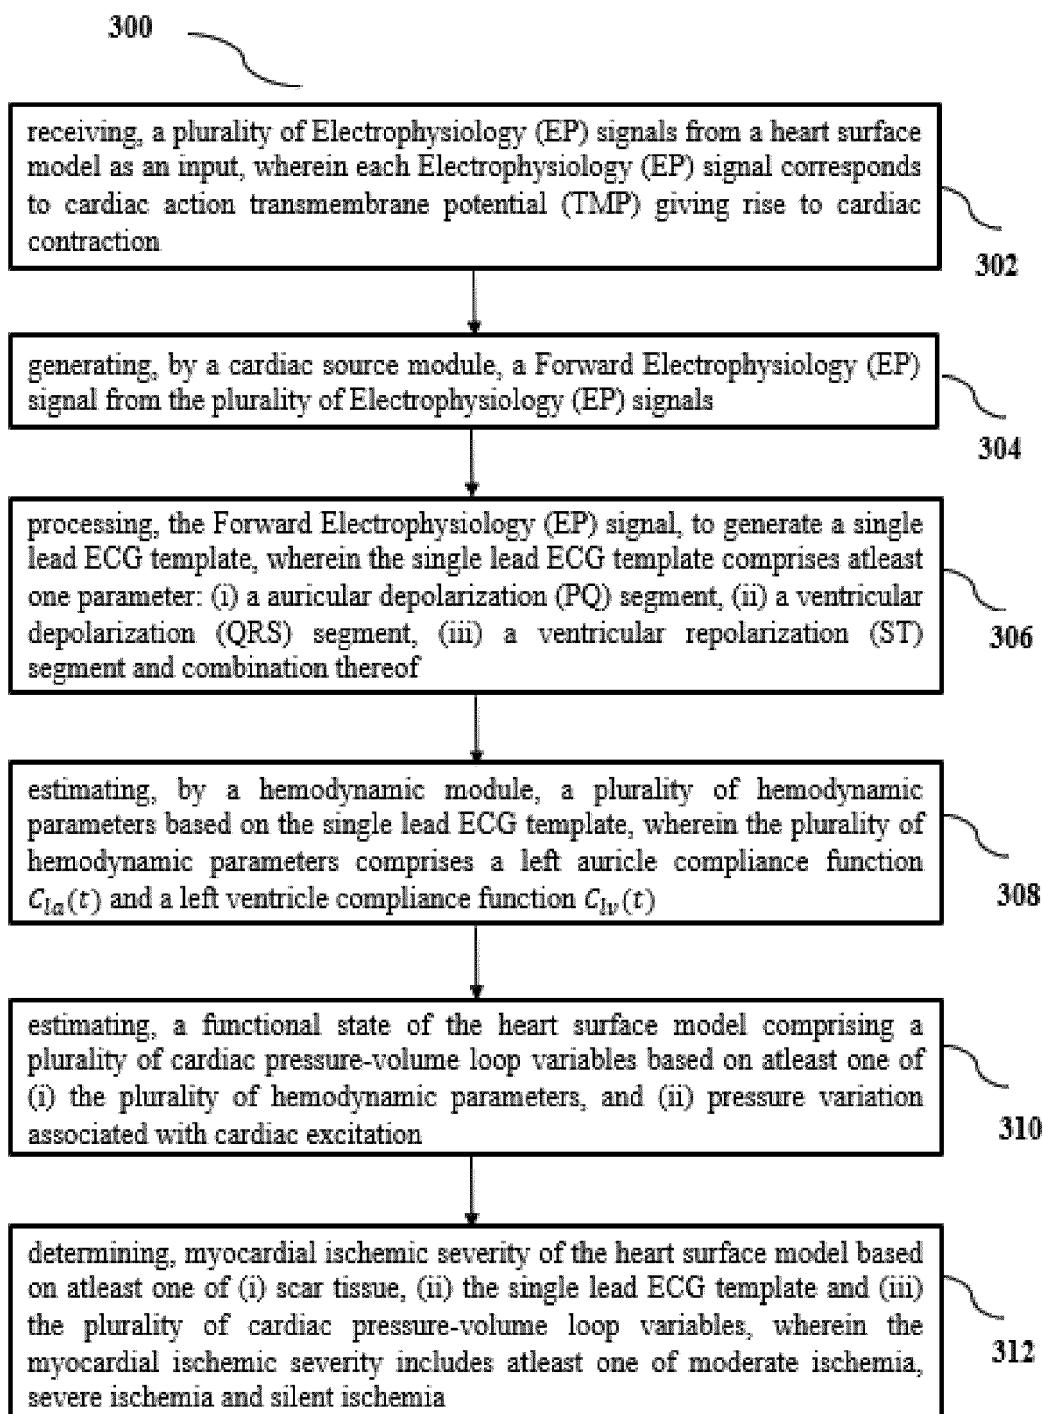 300
receiving, a plurality of Electrophysiology (EP) signals from a heart surface
model as an input, wherein each Electrophysiology (EP) signal corresponds
to cardiac action transmembrane potential (TMP) giving rise to cardiac
contraction
302
generating, by a cardiac source module, a Forward Electrophysiology (EP)
signal from the plurality of Electrophysiology (EP) signals
304
processing, the Forward Electrophysiology (EP) signal, to generate a single
lead ECG template, wherein the single lead ECG template comprises atleast
one parameter: (i) a auricular depolarization (PQ) segment, (ii) a ventricular
depolarization (QRS) segment, (iii) a ventricular repolarization (ST)
segment and combination thereof
306
estimating, by a hemodynamic module, a plurality of hemodynamic
parameters based on the single lead ECG template, wherein the plurality of
hemodynamic parameters comprises a left auricle compliance function
C_{la}(t) and a left ventricle compliance function C_{lv}(t)
308
estimating, a functional state of the heart surface model comprising a
plurality of cardiac pressure-volume loop variables based on atleast one of
(i) the plurality of hemodynamic parameters, and (ii) pressure variation
associated with cardiac excitation
310
determining, myocardial ischemic severity of the heart surface model based
on atleast one of (i) scar tissue, (ii) the single lead ECG template and (iii)
the plurality of cardiac pressure-volume loop variables, wherein the
myocardial ischemic severity includes atleast one of moderate ischemia,
severe ischemia and silent ischemia
312